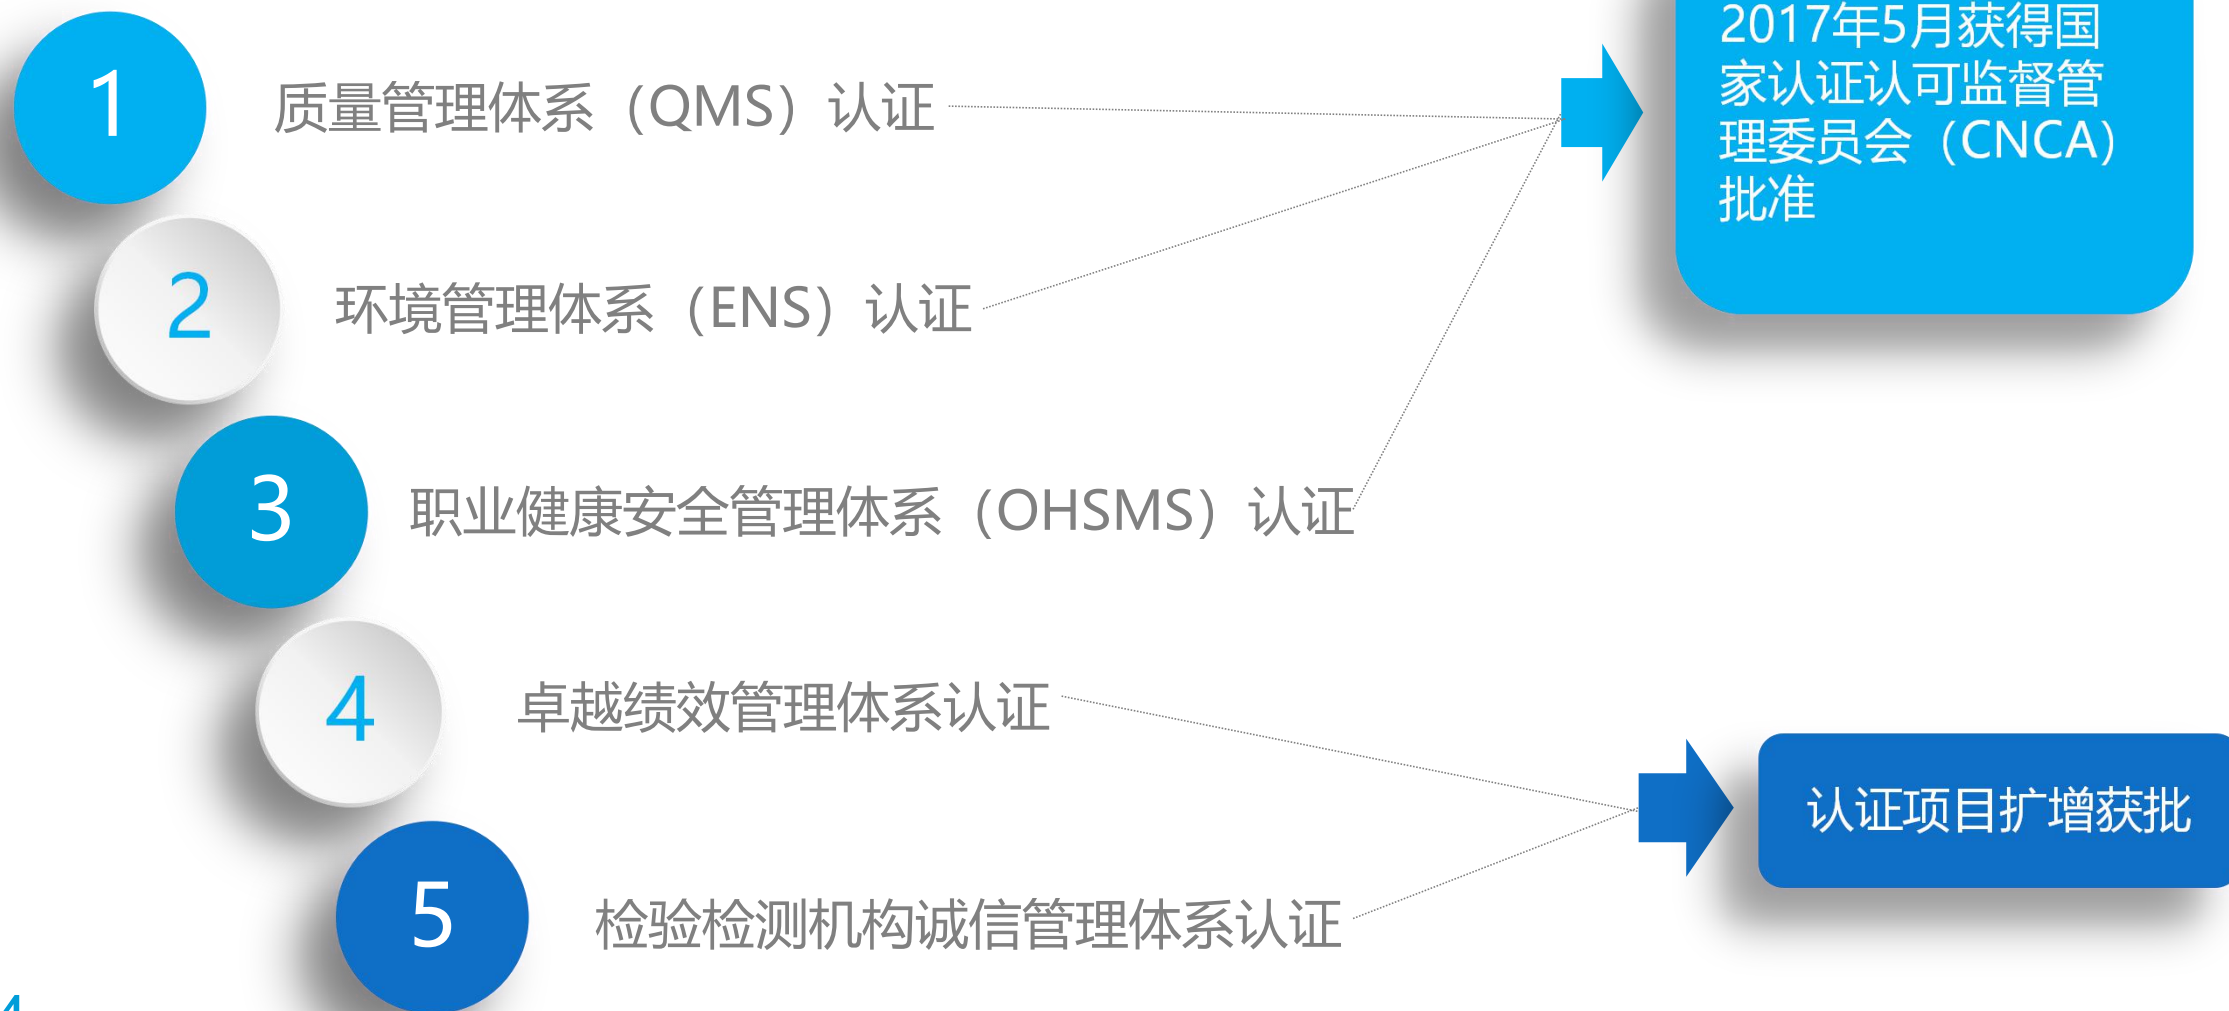 1
质量管理体系（QMS）认证
2017年5月获得国
家认证认可监督管
理委员会（CNCA）
批准
2
环境管理体系（ENS）认证
3
职业健康安全管理体系（OHSMS）认证
4
卓越绩效管理体系认证
认证项目扩增获批
5
检验检测机构诚信管理体系认证